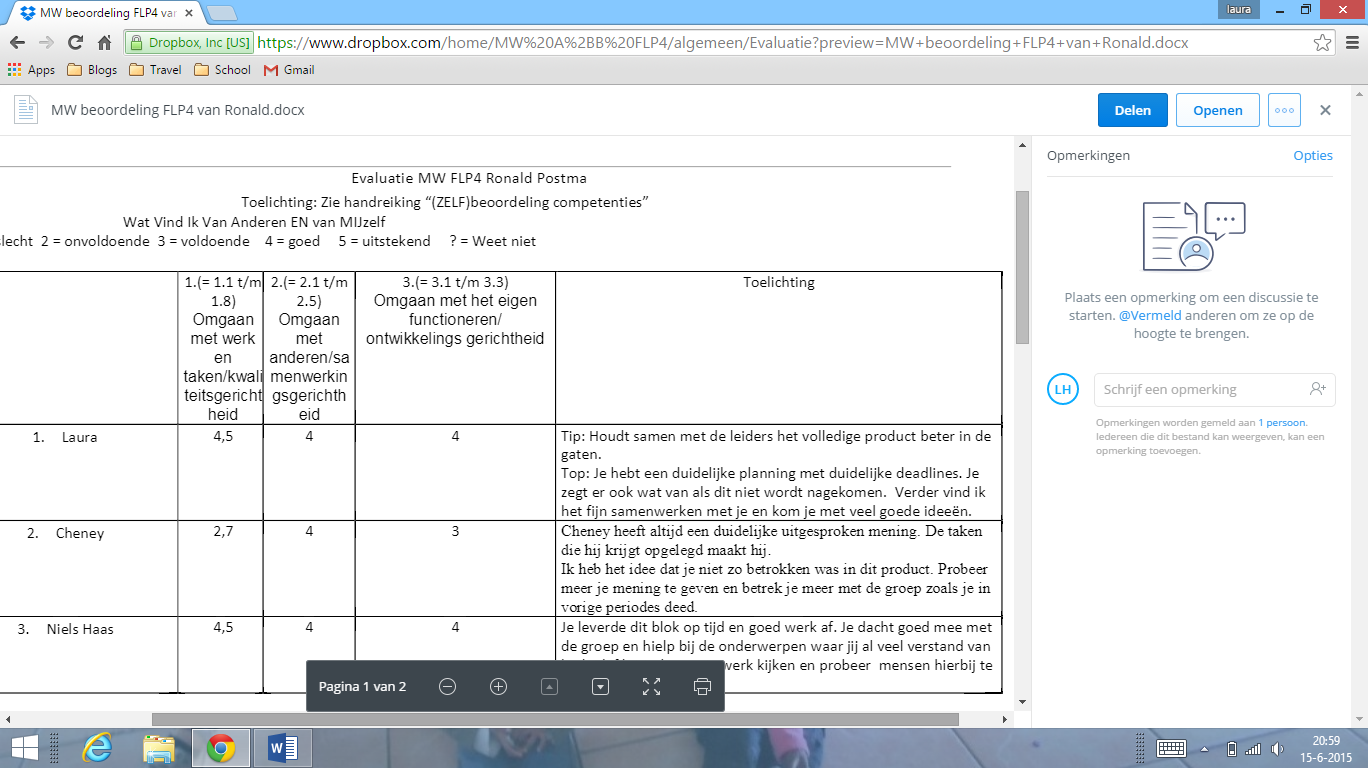 MW beoordeling FLP4 van
laura
Dropbox, Inc [US] https://www.dropbox.com/home/MW%20A%2BB%20FLP4/algemeen/Evaluatie?preview=MW+beoordeling+FLP4+van+Ronald.docx
Apps Blogs Travel School Gmail
MW beoordeling FLP4 van Ronald.docx
Delen Openen
Evaluatie MW FLP4 Ronald Postma
Toelichting: Zie handreiking “(ZELF)beoordeling competenties”
Wat Vind Ik Van Anderen EN van MIJzelf
lecht 2 = onvoldoende 3 = voldoende 4 = goed 5 = uitstekend ? = Weet niet
1.(= 1.1 t/m
1.8)
Omgaan
met werk
en
taken/kwali
teitsgericht
heid
2.(= 2.1 t/m
2.5)
Omgaan
met
anderen/sa
menwerkin
gsgerichth
eid
3.(= 3.1 t/m 3.3)
Omgaan met het eigen
functioneren/
ontwikkelings gerichtheid
Toelichting
1. Laura 4,5 4 4
Tip: Houdt samen met de leiders het volledige product beter in de
gaten.
Top: Je hebt een duidelijke planning met duidelijke deadlines. Je
zegt er ook wat van als dit niet wordt nagekomen. Verder vind ik
het fijn samenwerken met je en kom je met veel goede ideeën.
2. Cheney 2,7 4 3
Cheney heeft altijd een duidelijke uitgesproken mening. De taken
die hij krijgt opgelegd maakt hij.
Ik heb het idee dat je niet zo betrokken was in dit product. Probeer
meer je mening te geven en betrek je meer met de groep zoals je in
vorige periodes deed.
3. Niels Haas 4,5 4 4
Je leverde dit blok op tijd en goed werk af. Je dacht goed mee met
de groep en hielp bij de onderwerpen waar jij al veel verstand van
werk kijken en probeer mensen hierbij te
Pagina 1 van 2
Opmerkingen Opties
Plaats een opmerking om een discussie te
starten. @Vermeld anderen om ze op de
hoogte te brengen.
LH Schrijf een opmerking
Opmerkingen worden gemeld aan 1 persoon.
Iedereen die dit bestand kan weergeven, kan een
opmerking toevoegen.
20:59
15-6-2015